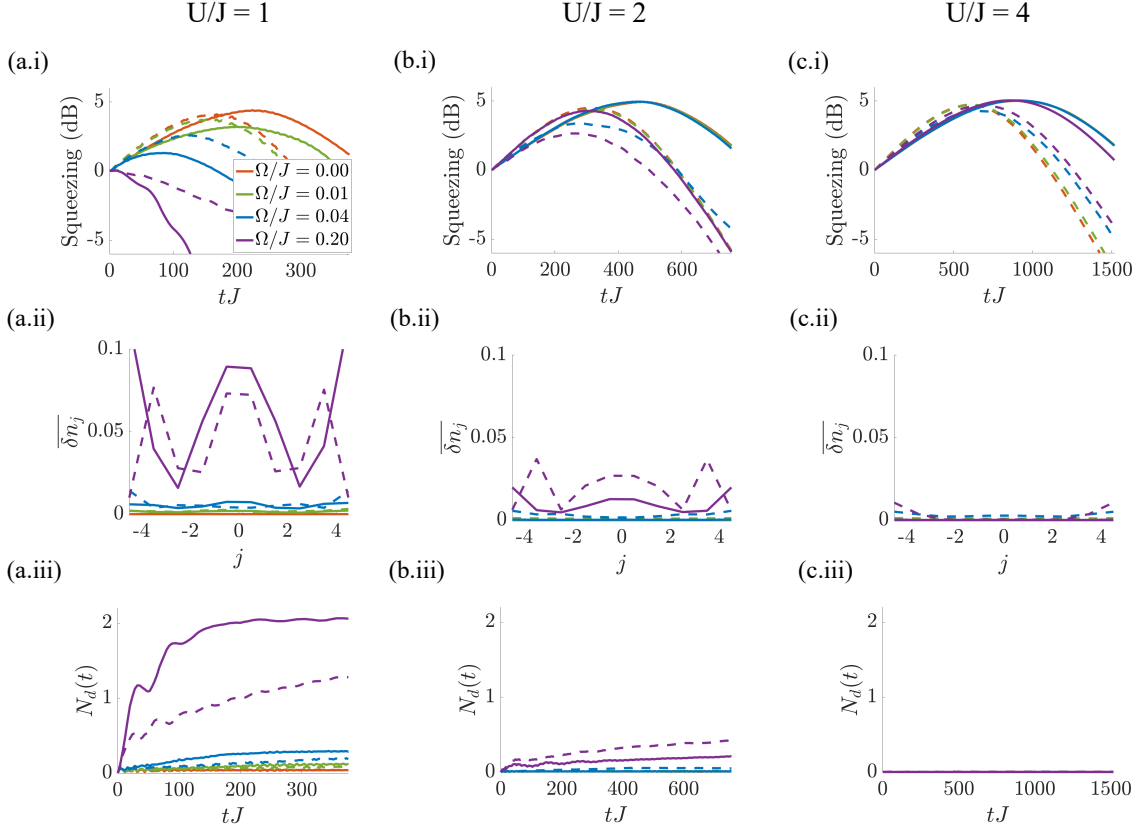 U/J = 1 U/J = 2 U/J = 4
(a.i) (b.i) (c.i)
Squeezing (dB) Squeezing (dB) Squeezing (dB)
5 5 5
0 0 0
-5 -5 -5
Ω/J = 0.00
Ω/J = 0.01
Ω/J = 0.04
Ω/J = 0.20
0 100 200 300 0 200 400 600 0 500 1000 1500
tJ tJ tJ
(a.ii) (b.ii) (c.ii)
0.1 0.1 0.1
0.05 0.05 0.05
0 0 0
δn_j δn_j δn_j
-4 -2 0 2 4 -4 -2 0 2 4 -4 -2 0 2 4
j j j
(a.iii) (b.iii) (c.iii)
N_d(t) N_d(t) N_d(t)
2 2 2
1 1 1
0 0 0
0 100 200 300 0 200 400 600 0 500 1000 1500
tJ tJ tJ